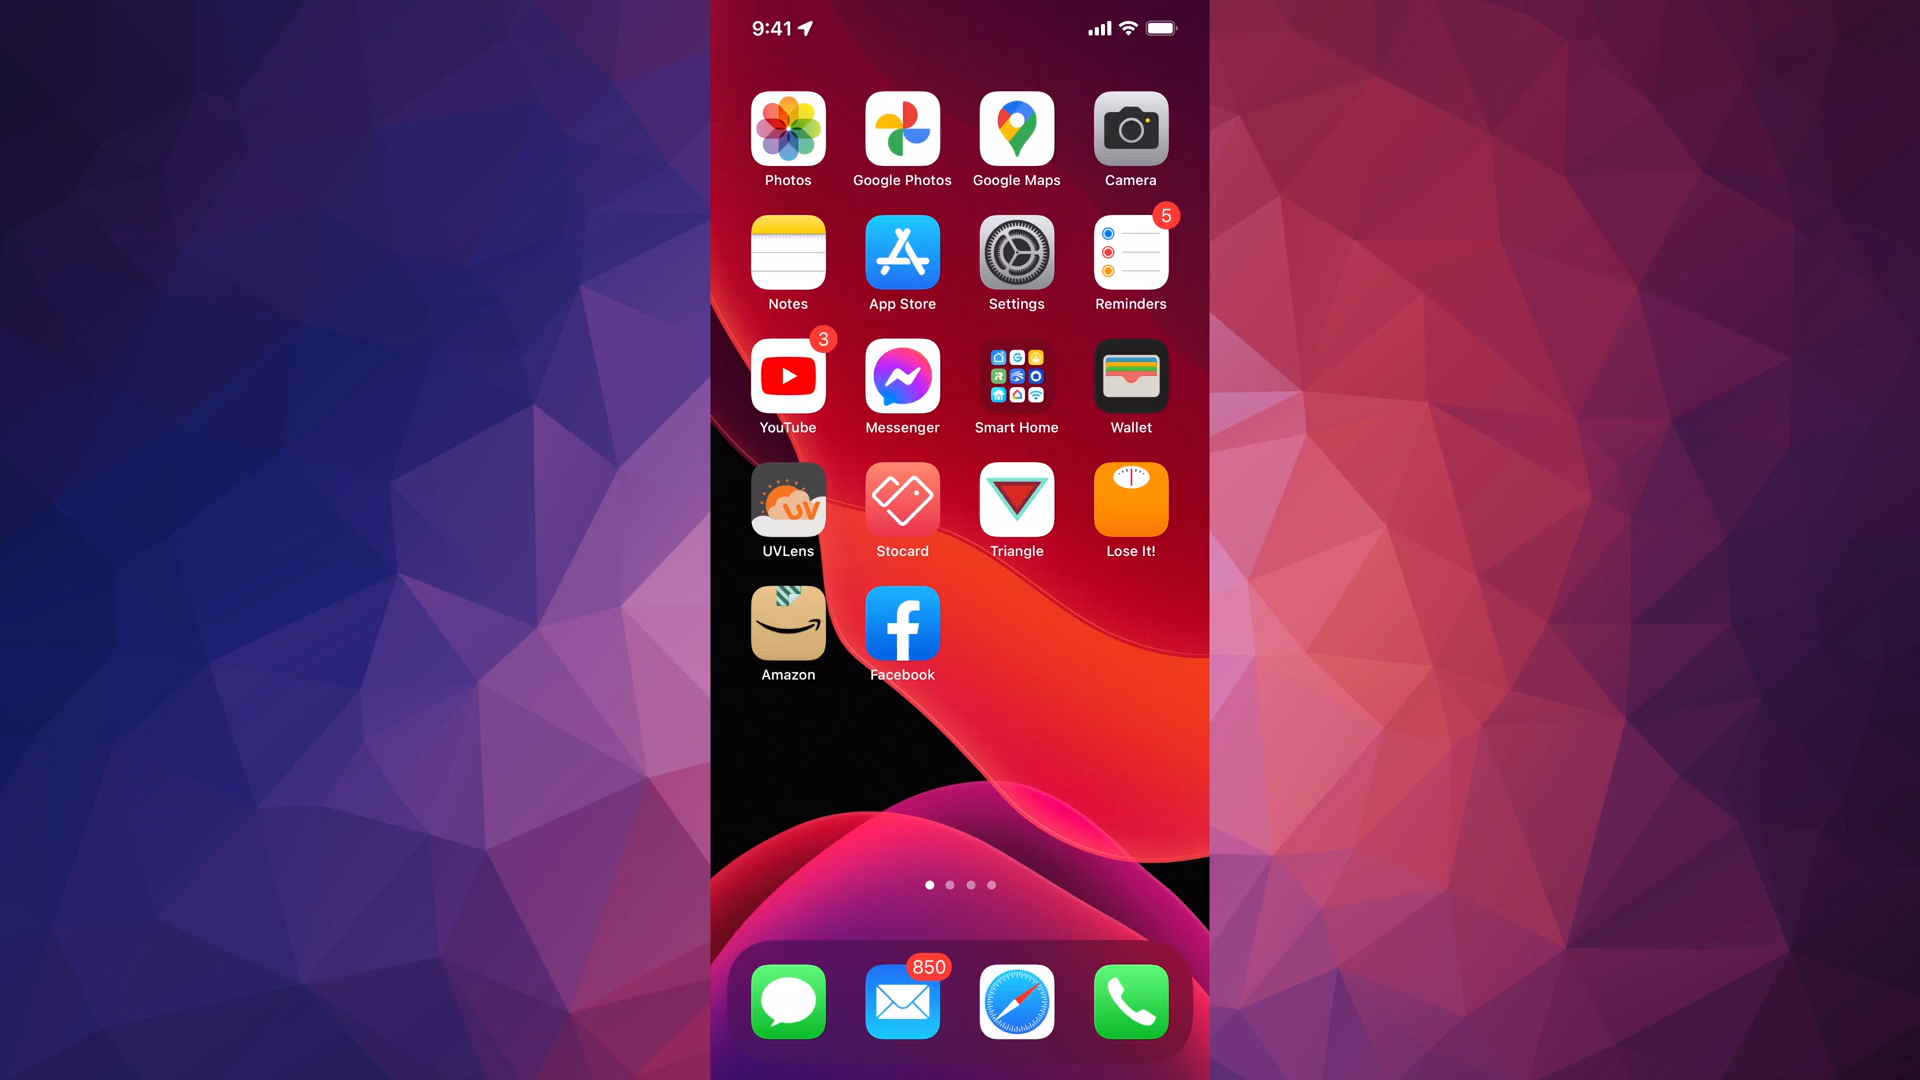 9:41
Photos
Google Photos
Google Maps
Camera
5
Notes
App Store
Settings
Reminders
3
YouTube
Messenger
Smart Home
Wallet
UV
UVLens
Stocard
Triangle
Lose It!
Amazon
Facebook
850